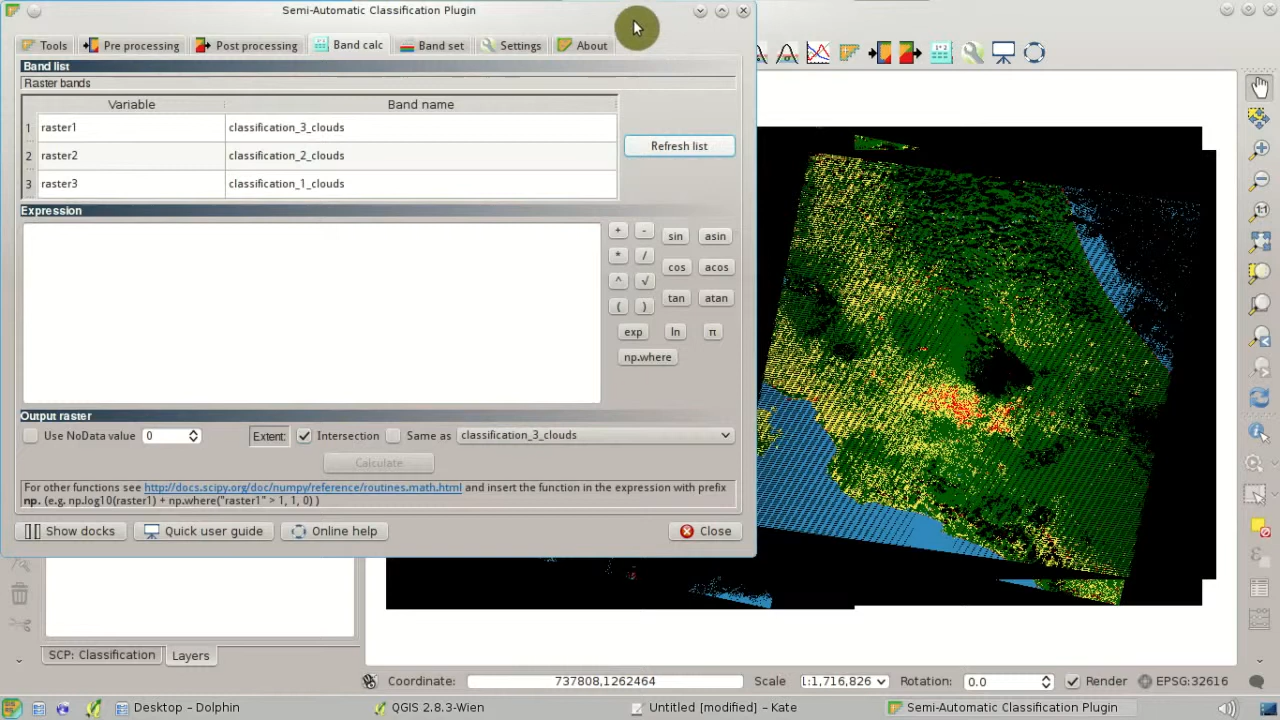 Semi-Automatic Classification Plugin
Tools
Pre processing
Post processing
Band calc
Band set
Settings
About
Band list
Raster bands
Variable Band name
1 raster1 classification_3_clouds
2 raster2 classification_2_clouds
3 raster3 classification_1_clouds
Refresh list
Expression
+ - sin asin
* / cos acos
^ √
( ) tan atan
exp ln π
np.where
Output raster
Use NoData value 0 Extent: Intersection Same as classification_3_clouds
Calculate
For other functions see http://docs.scipy.org/doc/numpy/reference/routines.math.html and insert the function in the expression with prefix
np. (e.g. np.log10(raster1) + np.where("raster1" > 1, 1, 0) )
Show docks Quick user guide Online help Close
SCP: Classification Layers
Coordinate: 737808,1262464 Scale 1:1,716,826 Rotation: 0.0 Render EPSG:32616
Desktop – Dolphin QGIS 2.8.3-Wien Untitled [modified] – Kate Semi-Automatic Classification Plugin